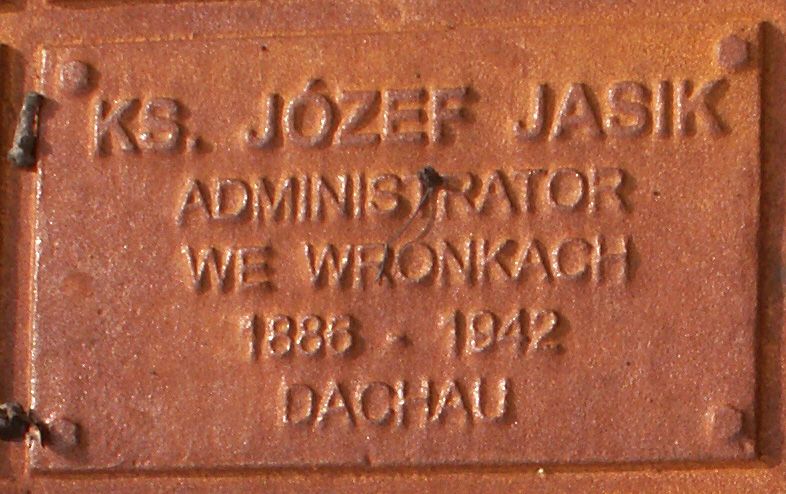 KS. JÓZEF JASIK
ADMINISTRATOR
WE WRONKACH
1886 - 1942
DACHAU